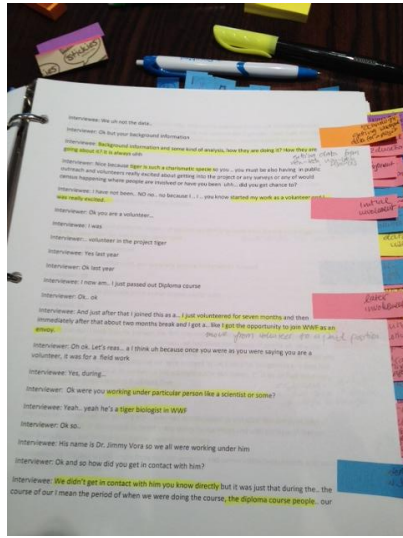 Interviewee: We uh not the data..
Interviewer: Ok but your background information
Interviewee: Background information and some kind of analysis, how they are doing it? How they are
going about it? It is always uhh
Interviewer: Nice because tiger is such a charismatic specie so you .. you must be also having in public
outreach and volunteers really excited about getting into the project or any surveys or any of would
census happening where people are involved or have you been uhh... did you get chance to?
Interviewee: I have not been.. NO no.. no because I .. I ... you know started my work as a volunteer
was really excited.
Interviewer: Ok you are a volunteer...
Interviewee: I was
Interviewer:.. volunteer in the project tiger
Interviewee: Yes last year
Interviewer: Ok last year
Interviewee: I now am.. I just passed out Diploma course
Interviewer: Ok.. ok
Interviewee: And just after that I joined this as a.. I just volunteered for seven months and then
immediately after that about two months break and I got a.. like I got the opportunity to join WWF as an
envoy.
move from volunteer to
Interviewer: Oh ok. Let's reas.. a I think uh because once you were as you were saying you are a
volunteer, it was for a field work
Interviewee: Yes, during...
Interviewer: Ok were you working under particular person like a scientist or some?
Interviewee: Yeah.. yeah he's a tiger biologist in WWF
Interviewer: Ok so..
Interviewee: His name is Dr. Jimmy Vora so we all were working under him
Interviewer: Ok and so how did you get in contact with him?
Interviewee: We didn't get in contact with him you know directly but it was just that during the.. the
course of our I mean the period of when we were doing the course, the diploma course people.. our
initial
later